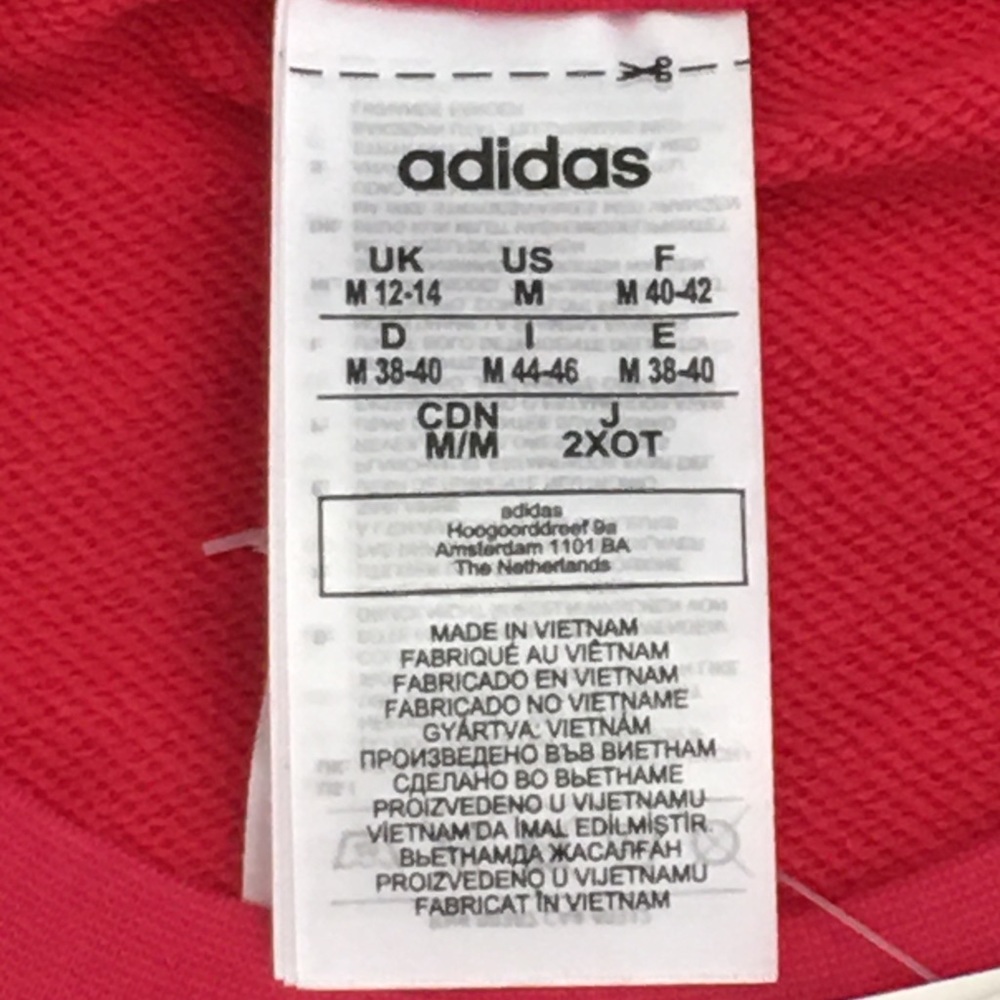 adidas
UK US F
M 12-14 M M 40-42
D I E
M 38-40 M 44-46 M 38-40
CDN J
M/M 2XOT
adidas
Hoogoorddreef 9a
Amsterdam 1101 BA
The Netherlands
MADE IN VIETNAM
FABRIQUÉ AU VIÊTNAM
FABRICADO EN VIETNAM
FABRICADO NO VIETNAME
GYÁRTVA: VIETNÁM
ПРОИЗВЕДЕНО ВЪВ ВИЕТНАМ
СДЕЛАНО ВО ВЬЕТНАМЕ
PROIZVEDENO U VIJETNAMU
VİETNAM'DA İMAL EDİLMİŞTİR.
ВЬЕТНАМДА ЖАСАЛҒАН
PROIZVEDENO U VIJETNAMU
FABRICAT ÎN VIETNAM